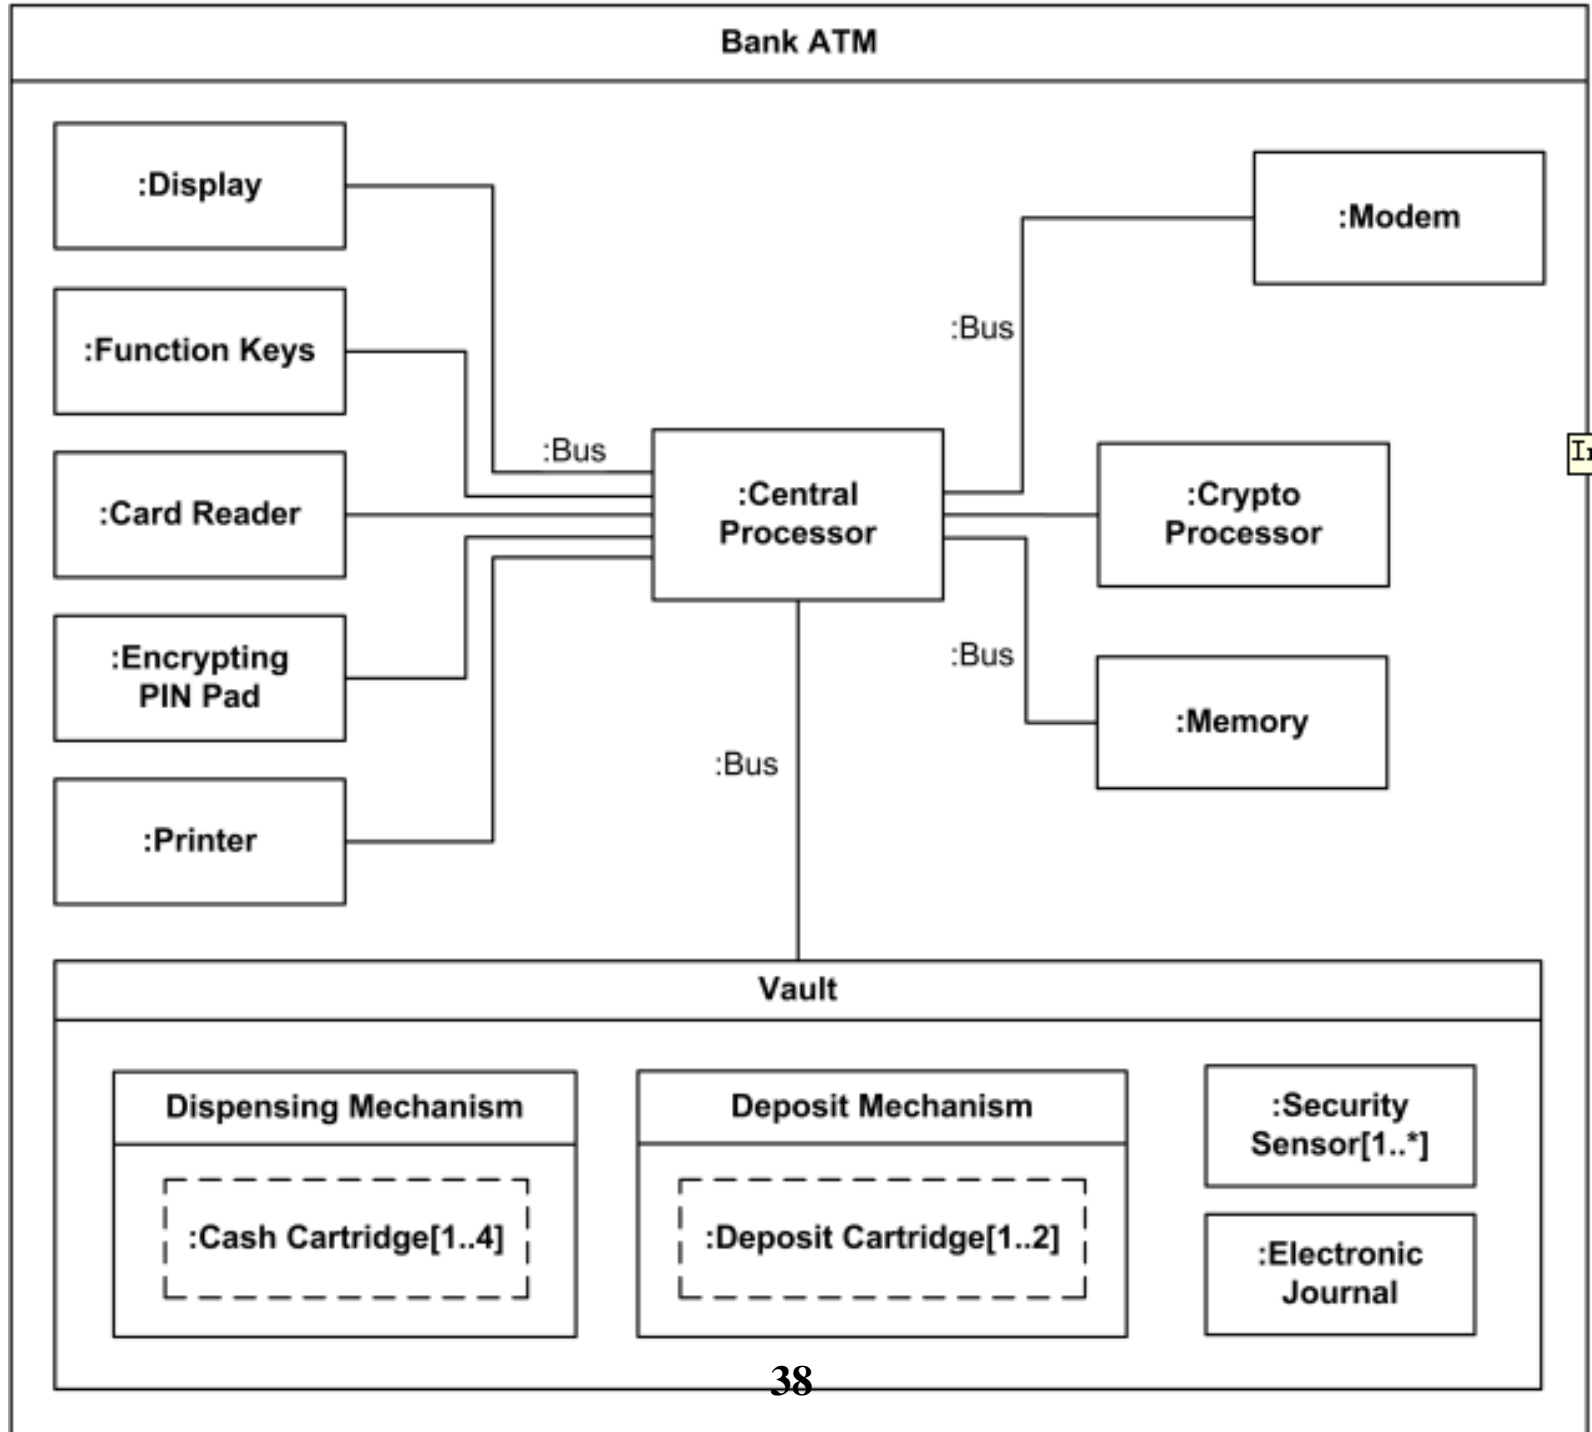 Bank ATM
:Display
:Function Keys
:Card Reader
:Encrypting
PIN Pad
:Printer
:Bus
:Central
Processor
:Bus
:Modem
:Crypto
Processor
:Bus
:Memory
:Bus
Vault
Dispensing Mechanism
:Cash Cartridge[1..4]
Deposit Mechanism
:Deposit Cartridge[1..2]
:Security
Sensor[1..*]
:Electronic
Journal
38